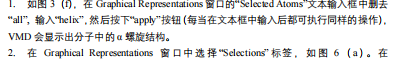 1. 如图 3 (f), 在 Graphical Representations 窗口的“Selected Atoms”文本输框中删去
“all”, 输入“helix”, 然后按下“apply”按钮 (每当在文本框中输入后都可执行同样的操作),
VMD 会显示出分子中的 α 螺旋结构。
2. 在 Graphical Representations 窗口中选择“Selections”标签, 如图 6 (a)。在